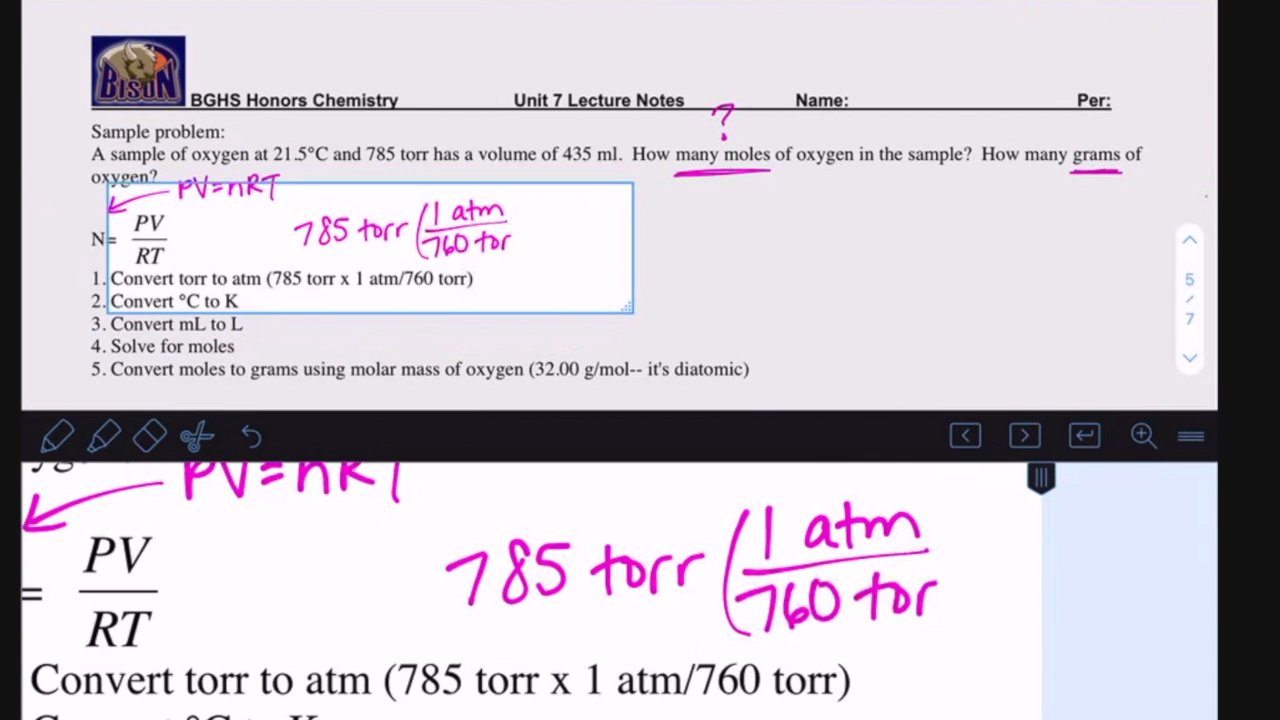 BISON
BGHS Honors Chemistry Unit 7 Lecture Notes Name: Per:
?
Sample problem:
A sample of oxygen at 21.5°C and 785 torr has a volume of 435 ml. How many moles of oxygen in the sample? How many grams of
oxygen?
PV=nRT
N= PV
RT
785 torr (1 atm
760 tor
1. Convert torr to atm (785 torr x 1 atm/760 torr)
2. Convert °C to K
3. Convert mL to L
4. Solve for moles
5. Convert moles to grams using molar mass of oxygen (32.00 g/mol-- it's diatomic)
5
/
7
PV=nRT
= PV
RT
785 torr (1 atm
760 tor
Convert torr to atm (785 torr x 1 atm/760 torr)
Convert °C to K